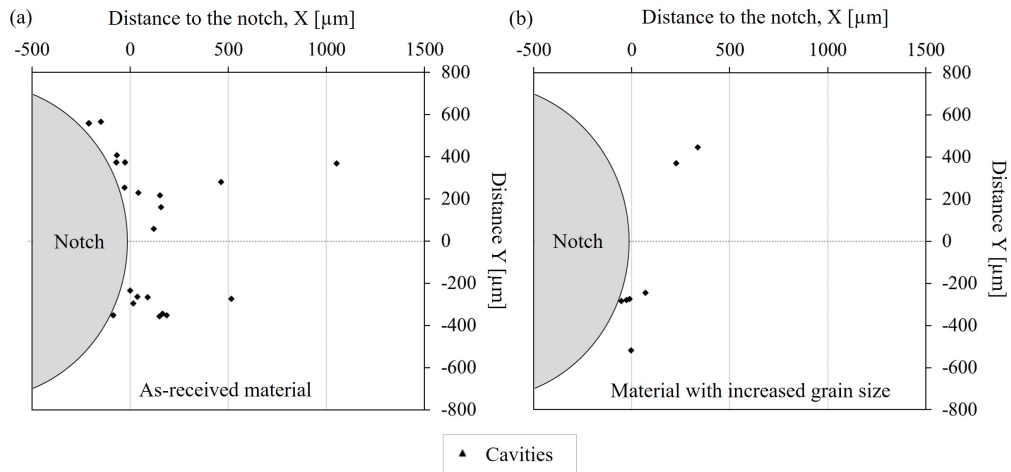 (a)
Distance to the notch, X [µm]
-500 0 500 1000 1500
800
600
400
200
0
-200
-400
-600
-800
Distance Y [µm]
Notch
As-received material
(b)
Distance to the notch, X [µm]
-500 0 500 1000 1500
800
600
400
200
0
-200
-400
-600
-800
Distance Y [µm]
Notch
Material with increased grain size
Cavities